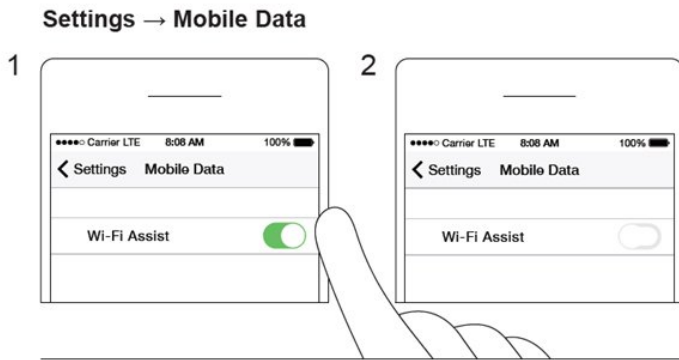 Settings → Mobile Data
1
●●●●○ Carrier LTE 8:08 AM 100%
Settings Mobile Data
Wi-Fi Assist
2
●●●●○ Carrier LTE 8:08 AM 100%
Settings Mobile Data
Wi-Fi Assist